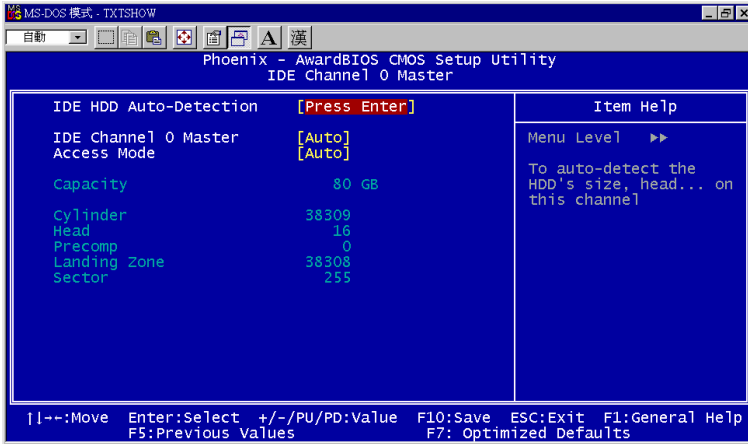 MS-DOS 模式 - TXTSHOW
自動
A 漢
Phoenix - AwardBIOS CMOS Setup Utility
IDE Channel 0 Master
IDE HDD Auto-Detection [Press Enter]
IDE Channel 0 Master [Auto]
Access Mode [Auto]
Capacity 80 GB
Cylinder 38309
Head 16
Precomp 0
Landing Zone 38308
Sector 255
Item Help
Menu Level ▶▶
To auto-detect the
HDD's size, head... on
this channel
↑↓→←:Move Enter:Select +/-/PU/PD:Value F10:Save ESC:Exit F1:General Help
F5:Previous Values F7: Optimized Defaults